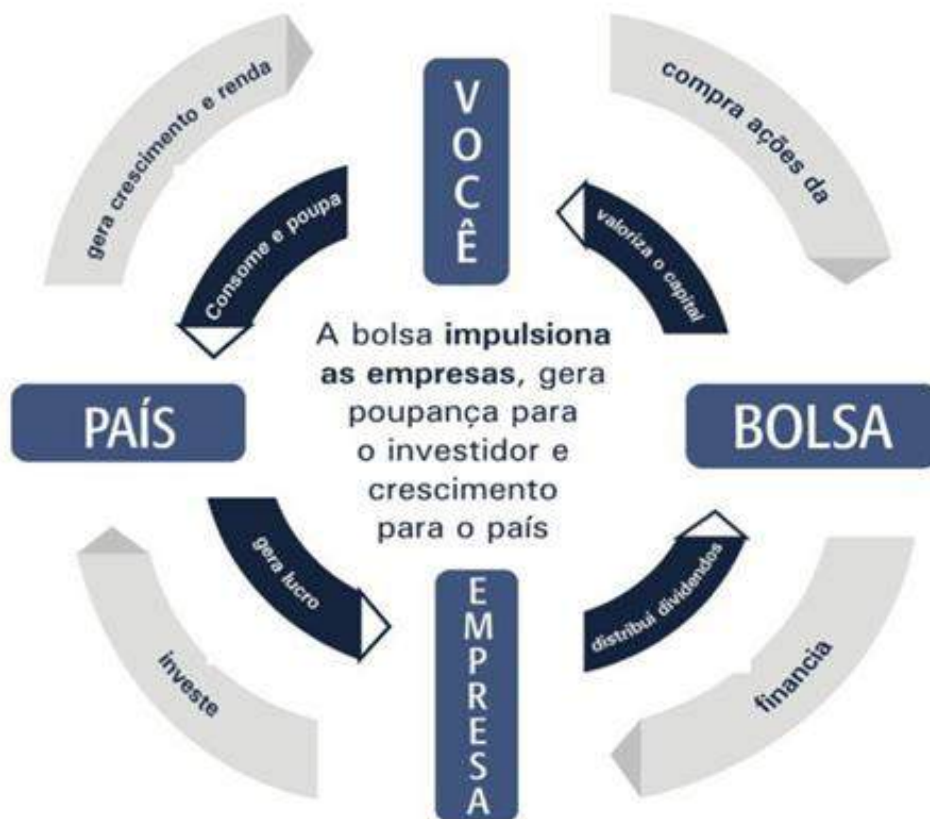 VOCÊ
gera crescimento e renda
compra ações da
Consome e poupa
valoriza o capital
A bolsa impulsiona
as empresas, gera
poupança para
o investidor e
crescimento
para o país
PAÍS
BOLSA
gera lucro
distribui dividendos
investe
financia
EMPRESA